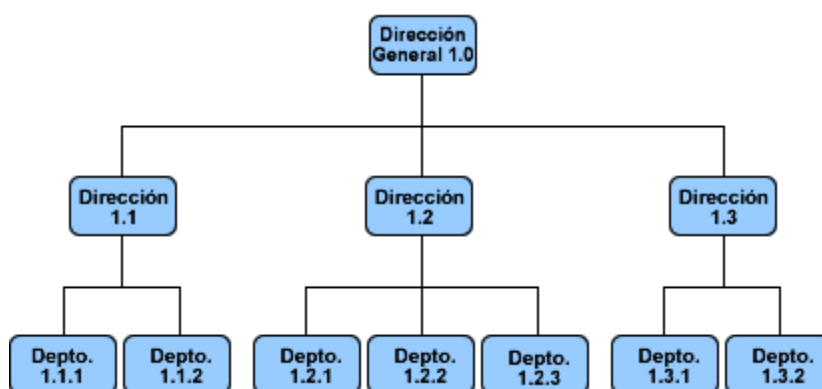 Dirección
General 1.0
Dirección
1.1
Dirección
1.2
Dirección
1.3
Depto.
1.1.1
Depto.
1.1.2
Depto.
1.2.1
Depto.
1.2.2
Depto.
1.2.3
Depto.
1.3.1
Depto.
1.3.2